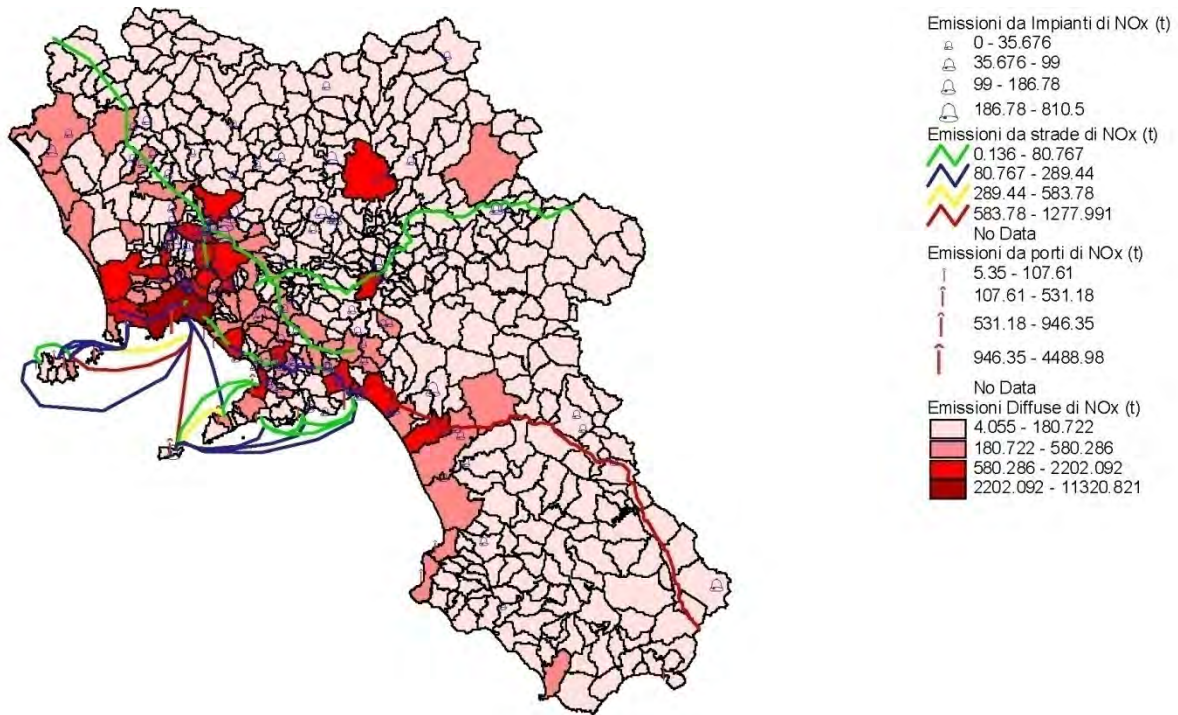 Emissioni da Impianti di NOx (t)
0 - 35.676
35.676 - 99
99 - 186.78
186.78 - 810.5
Emissioni da strade di NOx (t)
0.136 - 80.767
80.767 - 289.44
289.44 - 583.78
583.78 - 1277.991
No Data
Emissioni da porti di NOx (t)
5.35 - 107.61
107.61 - 531.18
531.18 - 946.35
946.35 - 4488.98
No Data
Emissioni Diffuse di NOx (t)
4.055 - 180.722
180.722 - 580.286
580.286 - 2202.092
2202.092 - 11320.821